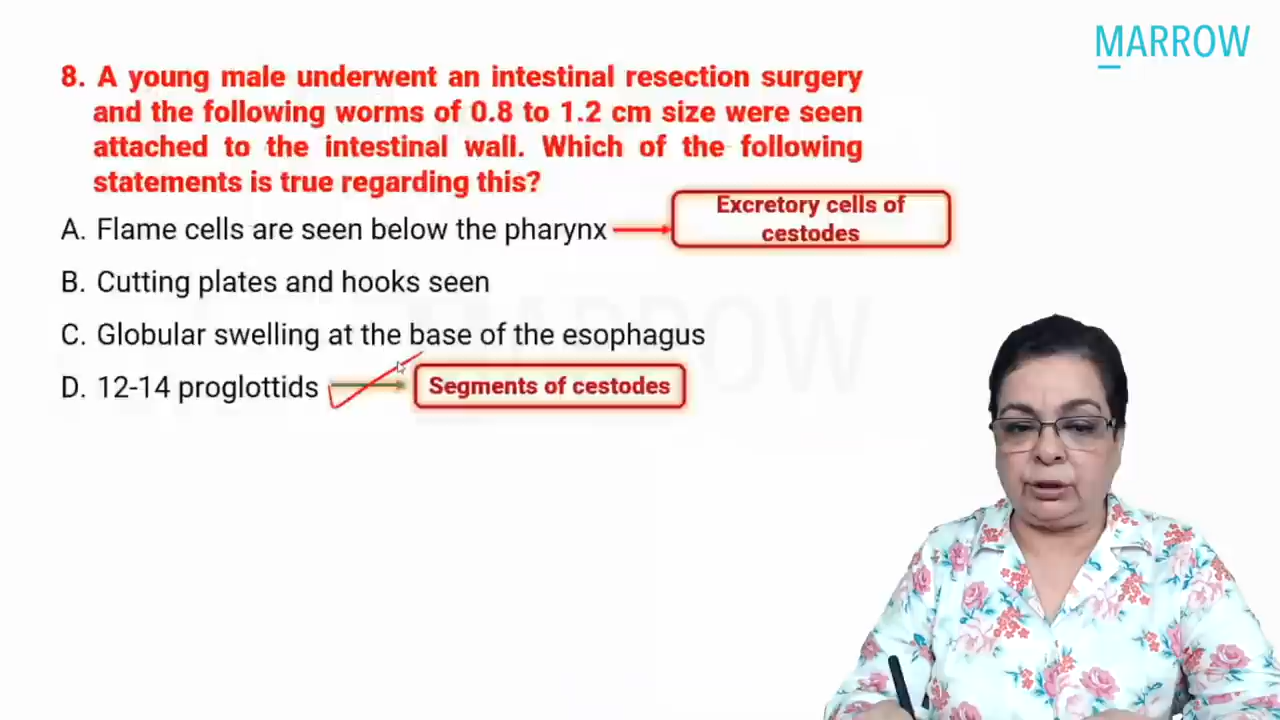 MARROW
8. A young male underwent an intestinal resection surgery
and the following worms of 0.8 to 1.2 cm size were seen
attached to the intestinal wall. Which of the following
statements is true regarding this?
A. Flame cells are seen below the pharynx
Excretory cells of
cestodes
B. Cutting plates and hooks seen
MARROW
C. Globular swelling at the base of the esophagus
D. 12-14 proglottids
Segments of cestodes